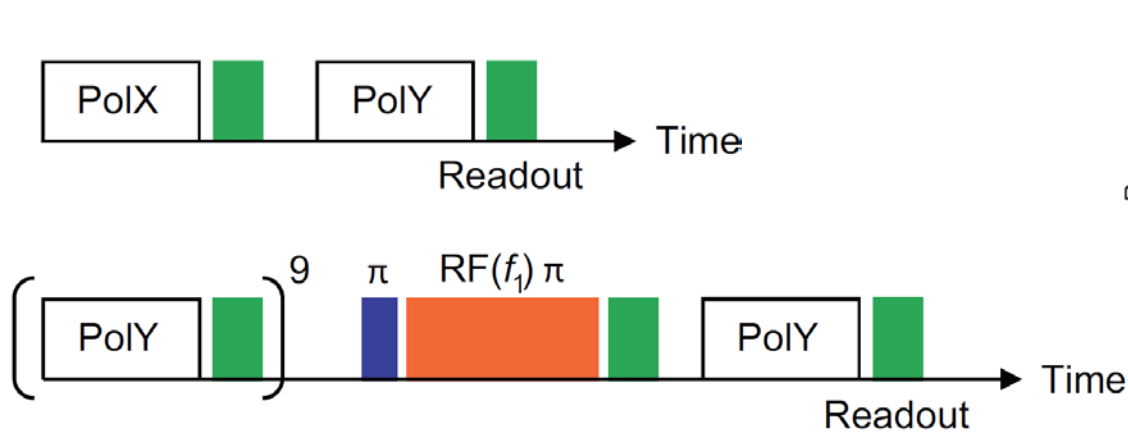 PolX PolY
Time
Readout
9 π RF(f₁) π
PolY PolY
Time
Readout